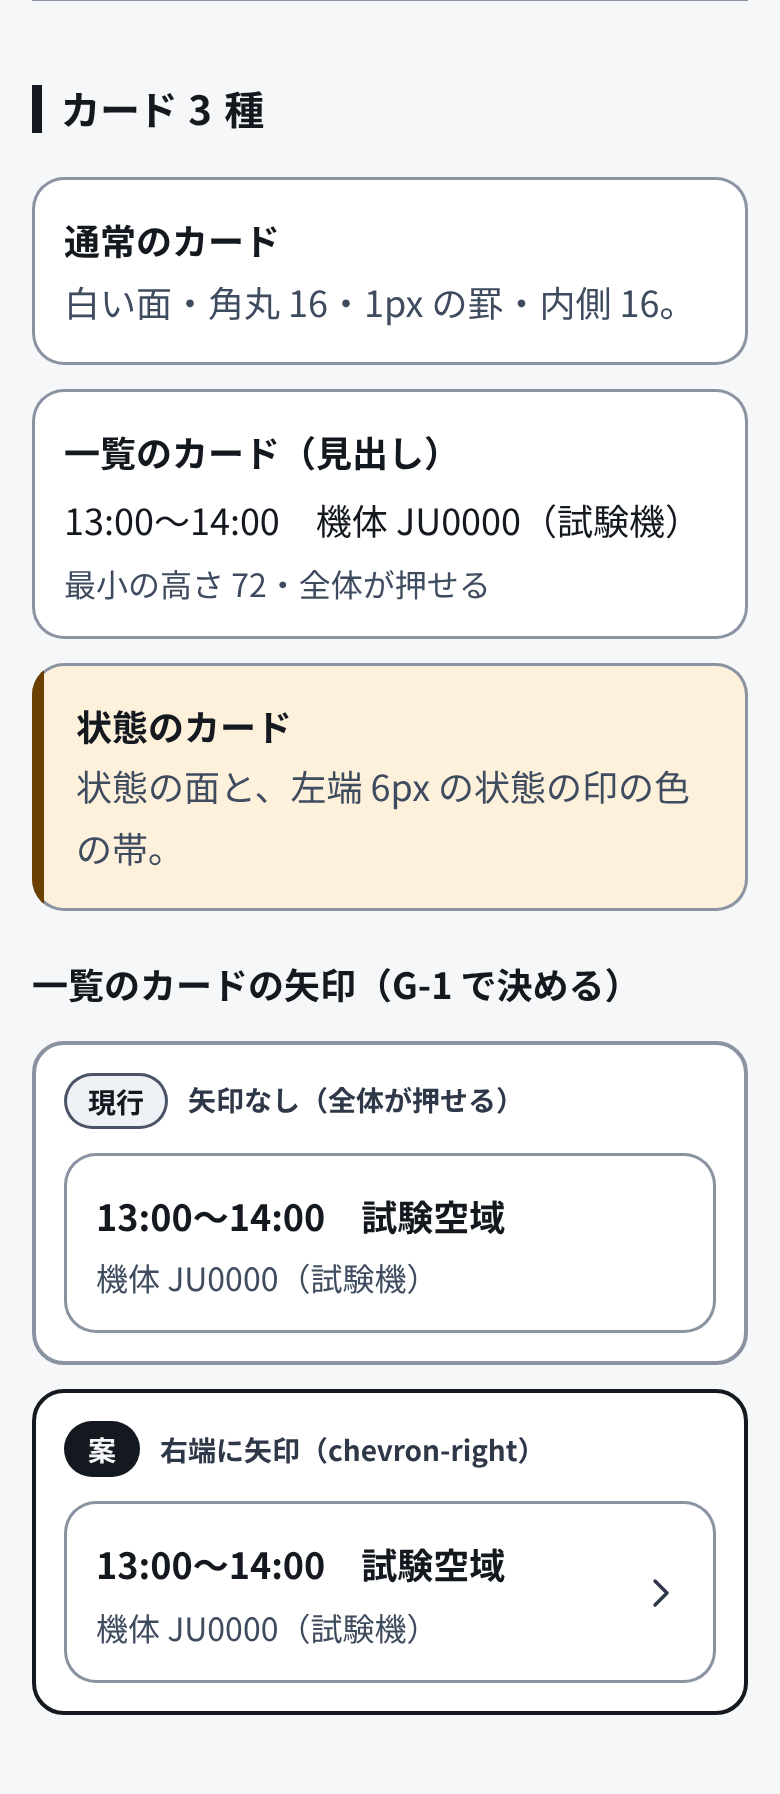 カード 3 種
通常のカード
白い面・角丸 16・1px の罫・内側 16。
一覧のカード（見出し）
13:00〜14:00　機体 JU0000（試験機）
最小の高さ 72・全体が押せる
状態のカード
状態の面と、左端 6px の状態の印の色
の帯。
一覧のカードの矢印（G-1 で決める）
現行　矢印なし（全体が押せる）
13:00〜14:00　試験空域
機体 JU0000（試験機）
案　右端に矢印（chevron-right）
13:00〜14:00　試験空域
機体 JU0000（試験機）